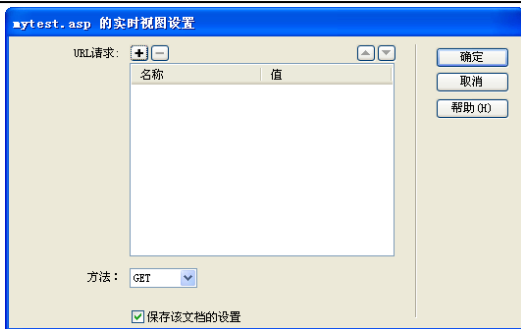 mytest.asp 的实时视图设置
URL请求:
名称 值
确定
取消
帮助(H)
方法: GET
保存该文档的设置